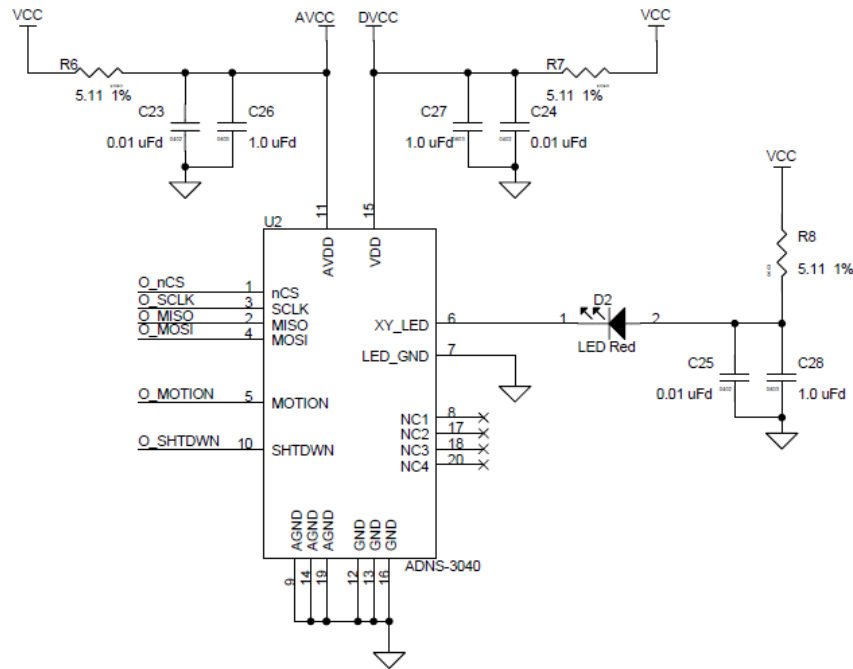 VCC AVCC DVCC VCC
R6 R7
5.11 1% 5.11 1%
C23 C26 C27 C24
0.01 uFd 1.0 uFd 1.0 uFd 0.01 uFd
VCC
11 15
U2
AVDD VDD
R8
5.11 1%
O_nCS 1 nCS
O_SCLK 3 SCLK
O_MISO 2 MISO
O_MOSI 4 MOSI
XY_LED 6 1 D2 2
LED Red
LED_GND 7
C25 C28
0.01 uFd 1.0 uFd
O_MOTION 5 MOTION
NC1 8
NC2 17
NC3 18
NC4 20
O_SHTDWN 10 SHTDWN
AGND AGND AGND GND GND GND
ADNS-3040
9 14 19 12 13 16